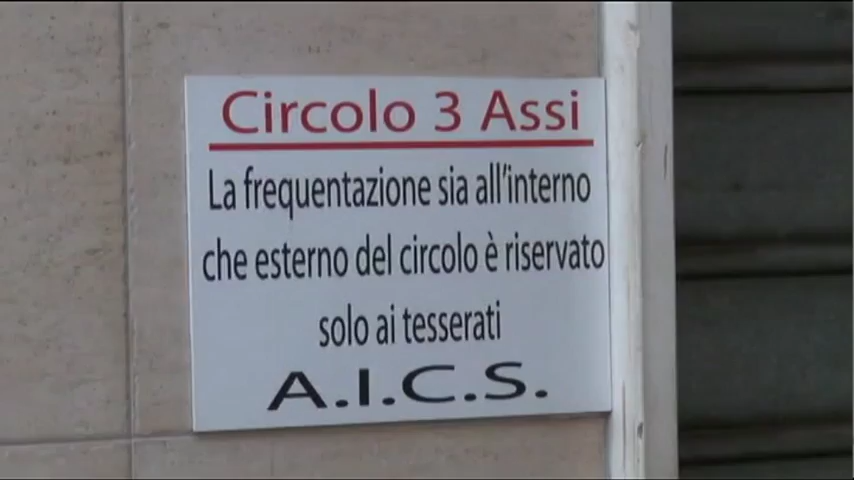 Circolo 3 Assi
La frequentazione sia all'interno
che esterno del circolo è riservato
solo ai tesserati
A.I.C.S.